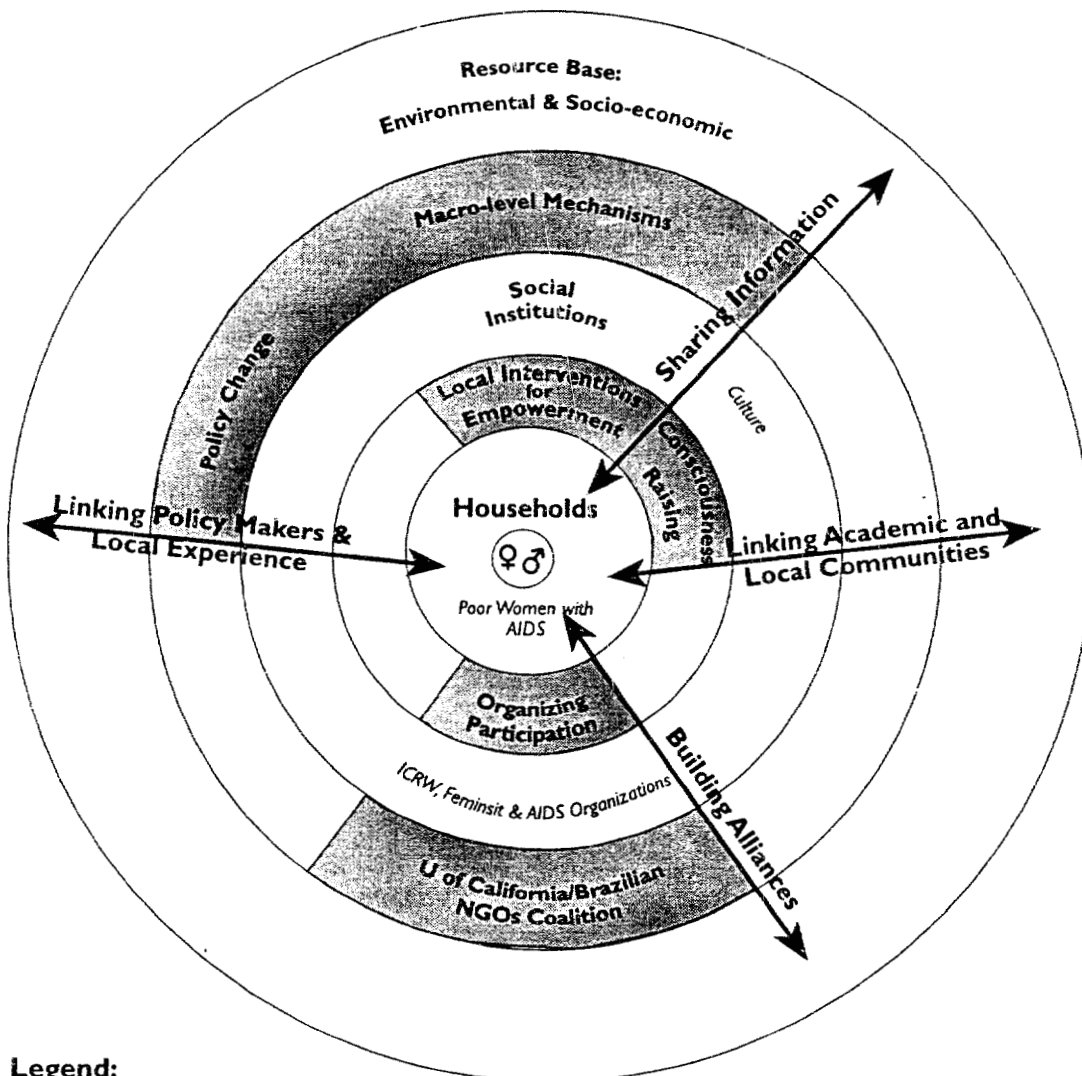 Resource Base:
Environmental & Socio-economic
Macro-level Mechanisms
Social
Institutions
Sharing Information
Policy Change
Local Interventions
for
Empowerment
Culture
Consciousness
Raising
Households
♀♂
Linking Policy Makers &
Local Experience
Linking Academic and
Local Communities
Poor Women with
AIDS
Organizing
Participation
Building Alliances
ICRW, Feminsit & AIDS Organizations
U of California/Brazilian
NGOs Coalition
Legend: